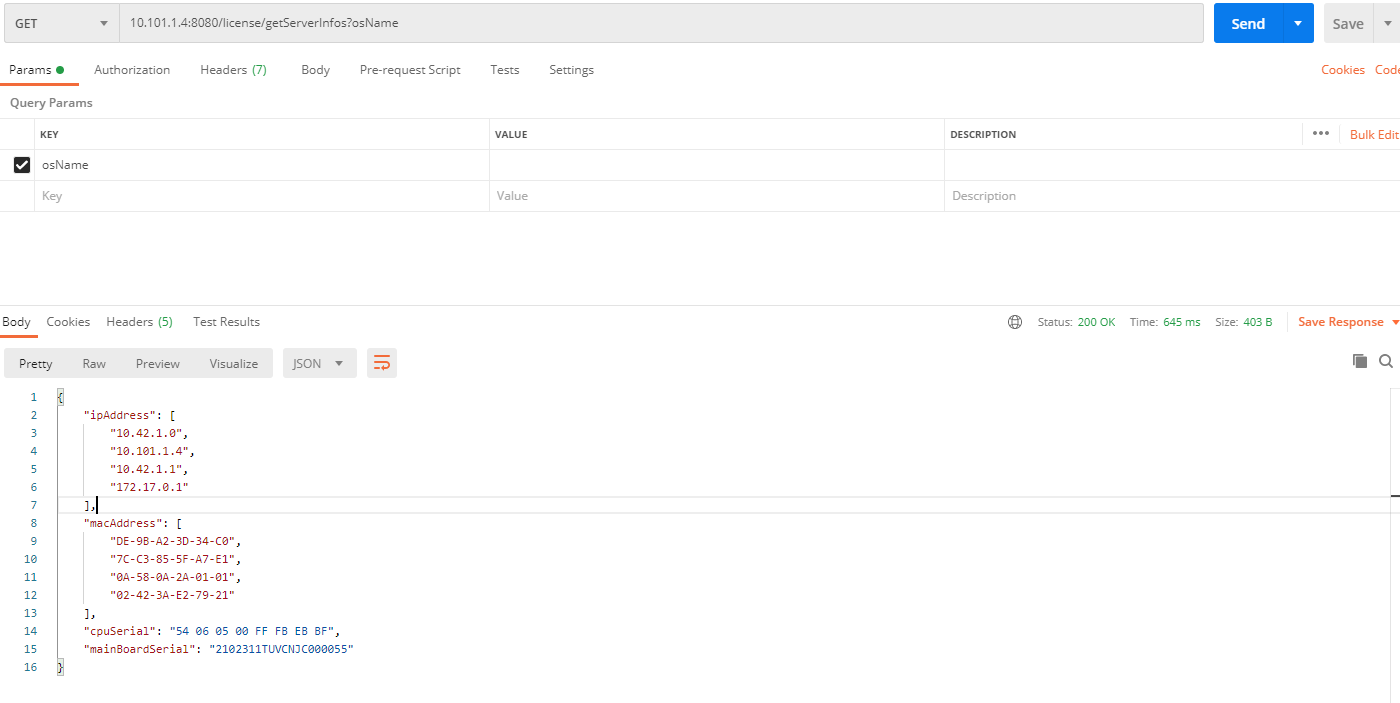 GET 10.101.1.4:8080/license/getServerInfos?osName Send Save
Params Authorization Headers (7) Body Pre-request Script Tests Settings Cookies Code
Query Params
KEY VALUE DESCRIPTION ••• Bulk Edit
osName
Key Value Description
Body Cookies Headers (5) Test Results Status: 200 OK Time: 645 ms Size: 403 B Save Response
Pretty Raw Preview Visualize JSON
1 {
2 "ipAddress": [
3 "10.42.1.0",
4 "10.101.1.4",
5 "10.42.1.1",
6 "172.17.0.1"
7 ],
8 "macAddress": [
9 "DE-9B-A2-3D-34-C0",
10 "7C-C3-85-5F-A7-E1",
11 "0A-58-0A-2A-01-01",
12 "02-42-3A-E2-79-21"
13 ],
14 "cpuSerial": "54 06 05 00 FF FB EB BF",
15 "mainBoardSerial": "2102311TUVCNJC000055"
16 }